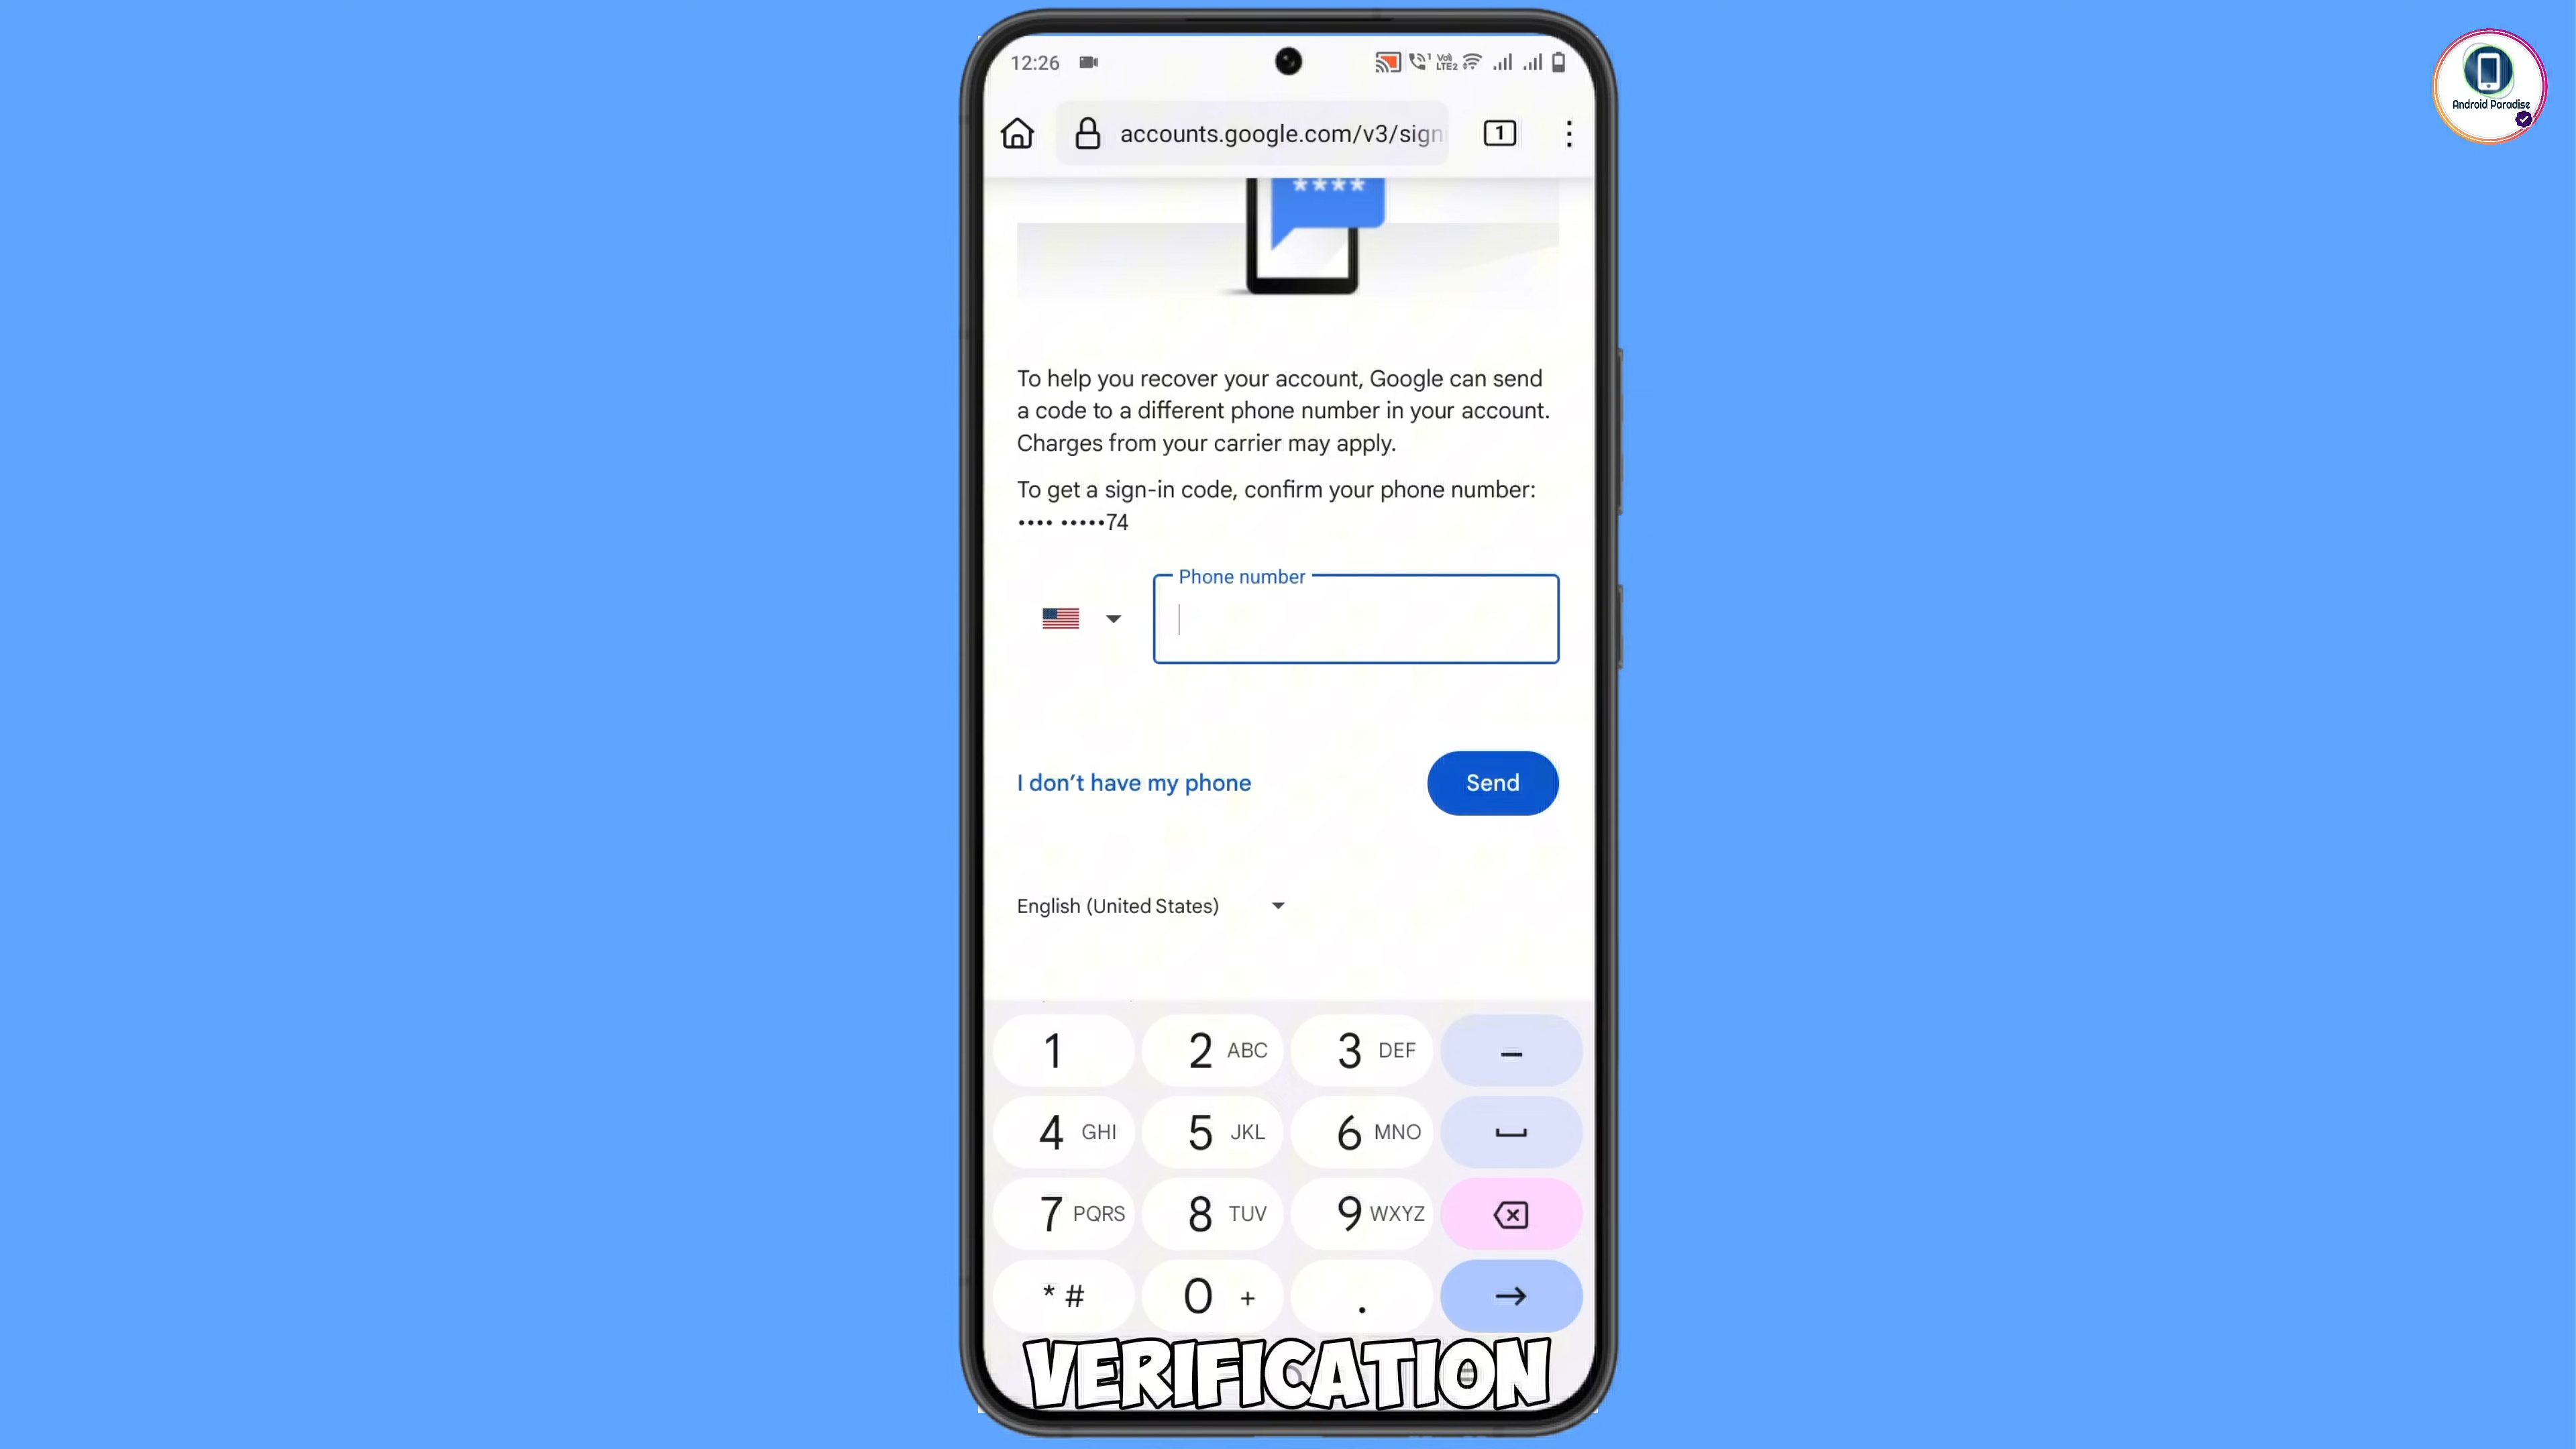 12:26
1
Vo))
LTE2
Android Paradise
accounts.google.com/v3/sign
1
****
To help you recover your account, Google can send
a code to a different phone number in your account.
Charges from your carrier may apply.
To get a sign-in code, confirm your phone number:
•••• •••••74
Phone number
I don’t have my phone
Send
English (United States)
1
2 ABC
3 DEF
–
4 GHI
5 JKL
6 MNO
7 PQRS
8 TUV
9 WXYZ
* #
0 +
.
VERIFICATION